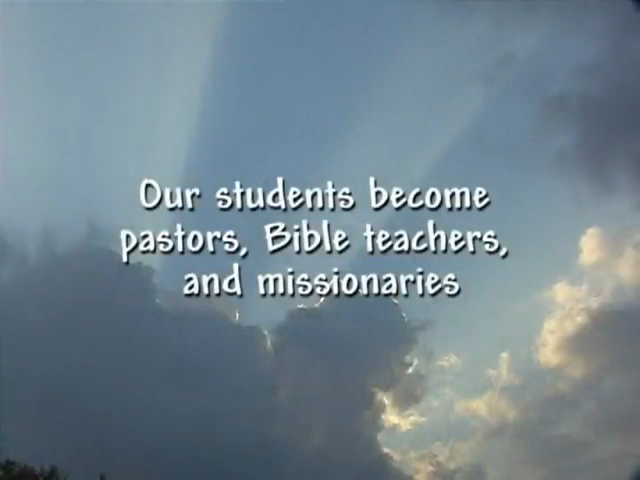 Our students become
pastors, Bible teachers,
and missionaries